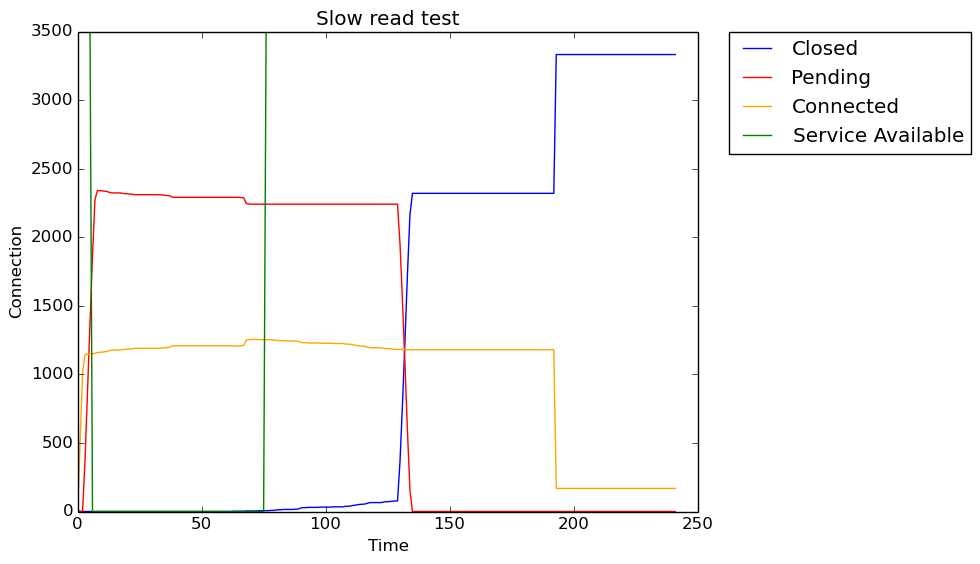 Slow read test
3500
3000
2500
2000
1500
1000
500
0
Connection
0 50 100 150 200 250
Time
Closed
Pending
Connected
Service Available